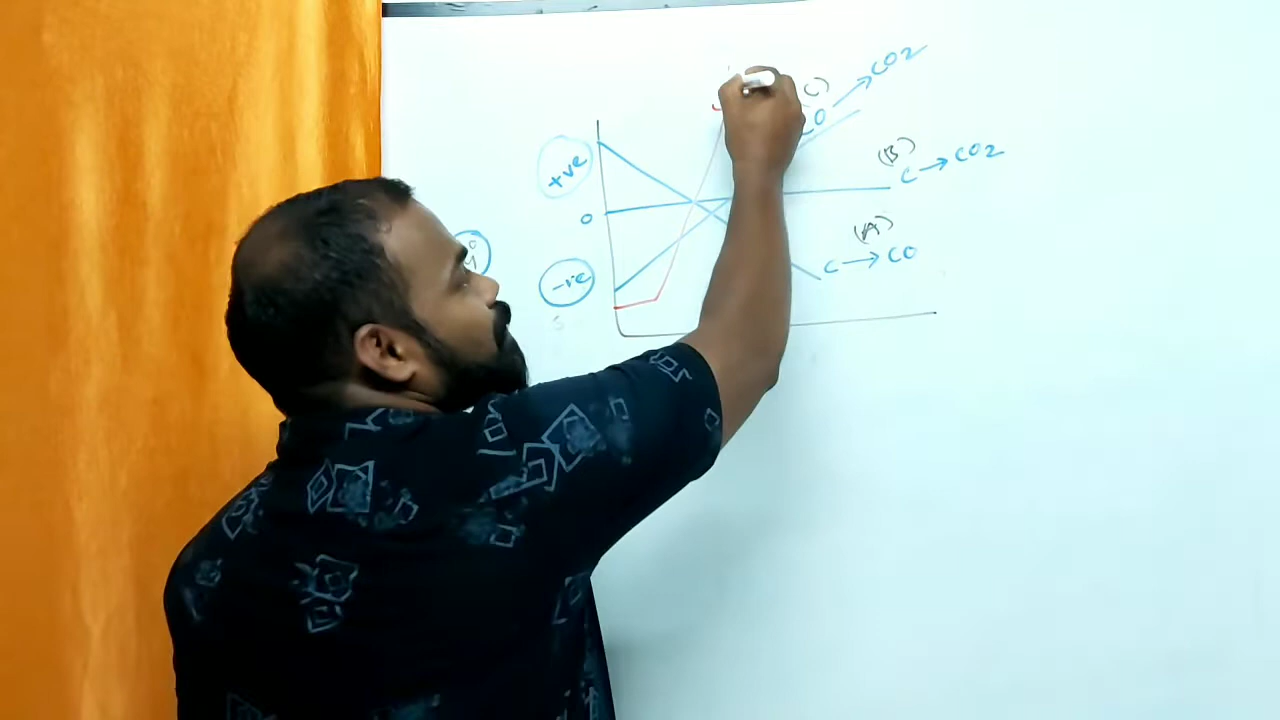 CO → CO2
(C)
+ve
(B)
C → CO2
0
(A)
C → CO
-ve